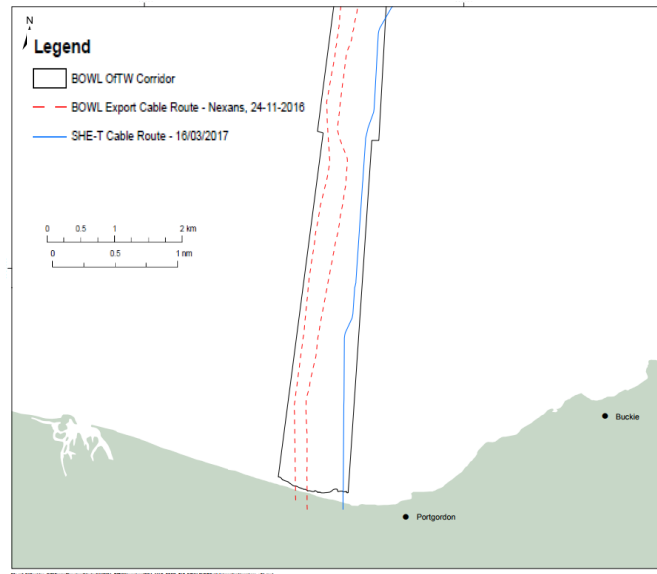 N
Legend
BOWL OfTW Corridor
BOWL Export Cable Route - Nexans, 24-11-2016
SHE-T Cable Route - 16/03/2017
0 0.5 1 2 km
0 0.5 1 nm
Buckie
Portgordon